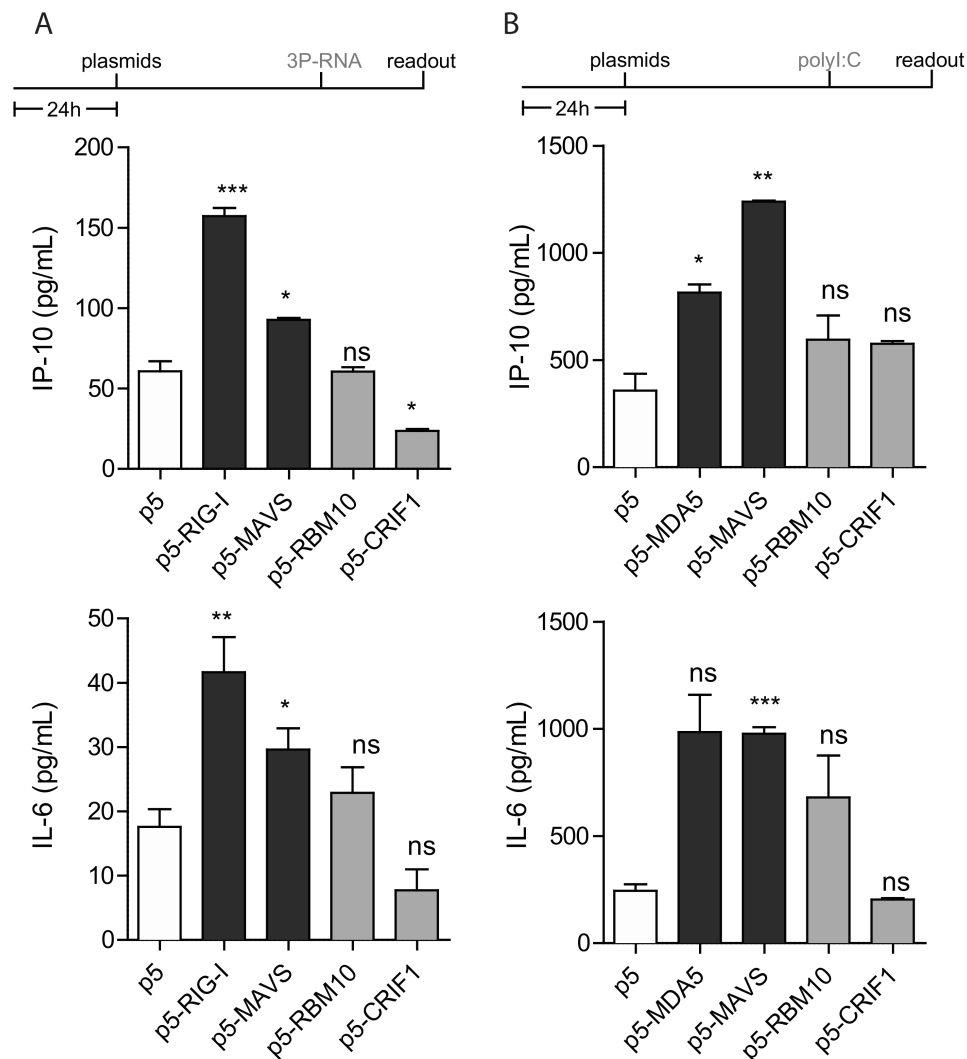 A
plasmids 3P-RNA readout
24h
IP-10 (pg/mL)
200
150
100
50
0
***
*
ns
*
p5
p5-RIG-I
p5-MAVS
p5-RBM10
p5-CRIF1
IL-6 (pg/mL)
50
40
30
20
10
0
**
*
ns
ns
p5
p5-RIG-I
p5-MAVS
p5-RBM10
p5-CRIF1
B
plasmids polyI:C readout
24h
IP-10 (pg/mL)
1500
1000
500
0
*
**
ns
ns
p5
p5-MDA5
p5-MAVS
p5-RBM10
p5-CRIF1
IL-6 (pg/mL)
1500
1000
500
0
ns
***
ns
ns
p5
p5-MDA5
p5-MAVS
p5-RBM10
p5-CRIF1